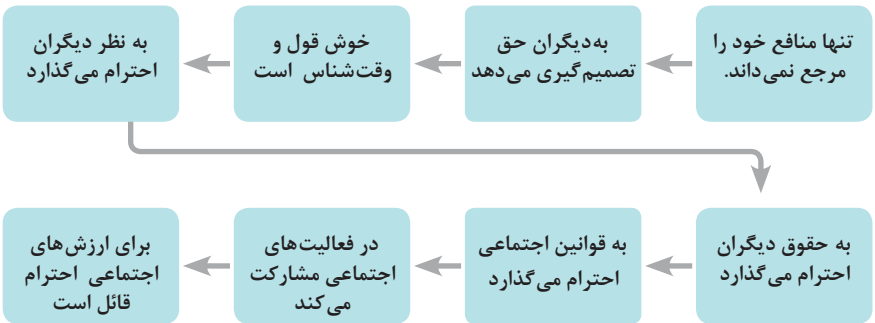 تنها منافع خود را
مرجع نمی‌داند.
به‌دیگران حق
تصمیم‌گیری می‌دهد
خوش قول و
وقت‌شناس است
به نظر دیگران
احترام می‌گذارد
به حقوق دیگران
احترام می‌گذارد
به قوانین اجتماعی
احترام می‌گذارد
در فعالیت‌های
اجتماعی مشارکت
می‌کند
برای ارزش‌های
اجتماعی احترام
قائل است